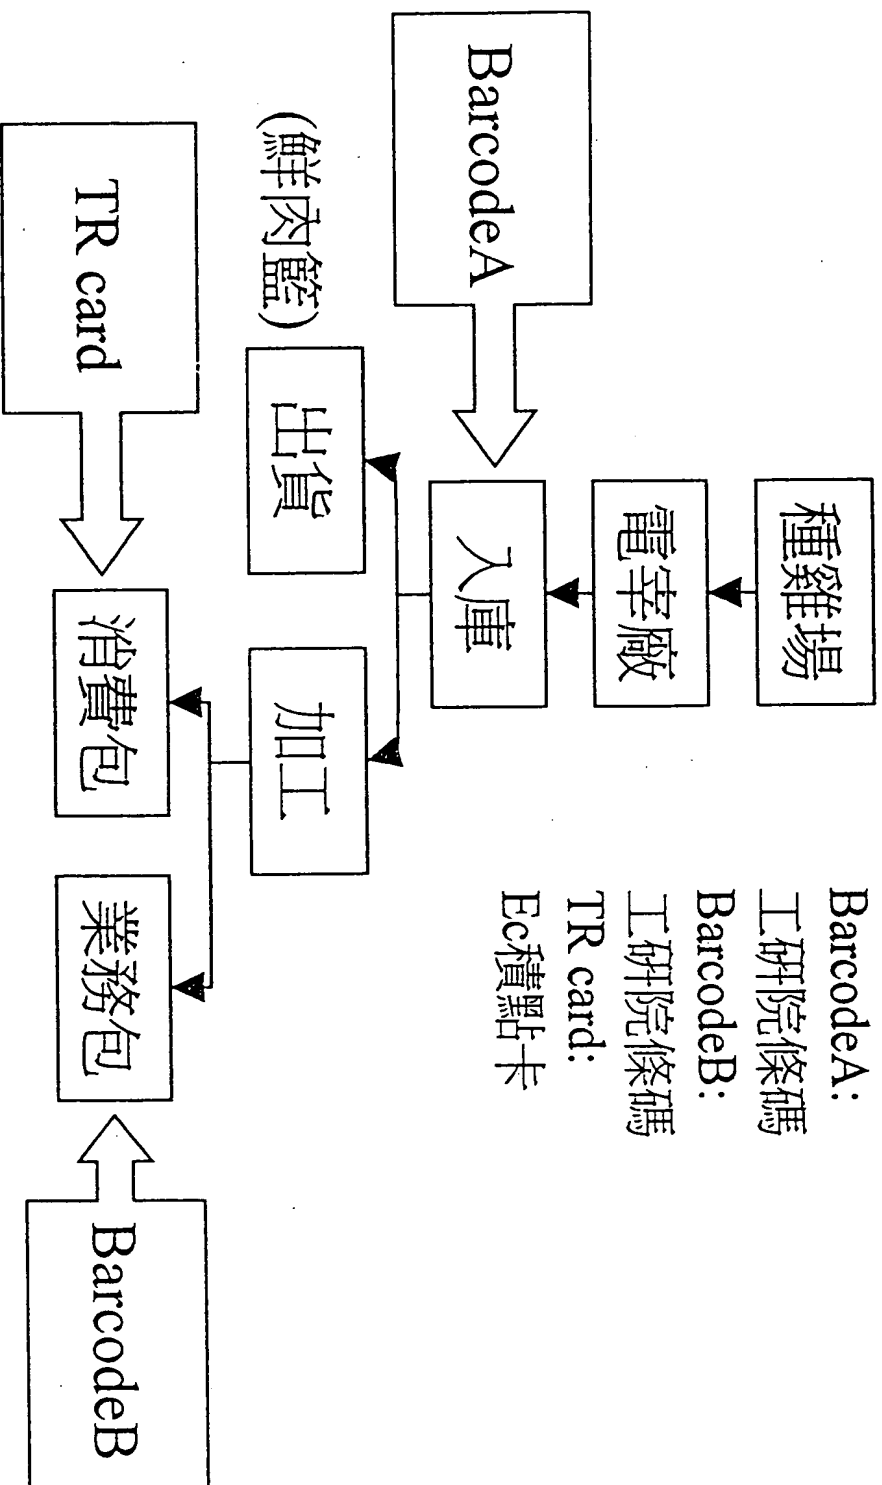 種雞場
BarcodeA:
工研院條碼
BarcodeB:
工研院條碼
TR card:
Ec積點卡
電宰廠
BarcodeA
入庫
(鮮肉籃)
出貨
加工
TR card
消費包
業務包
BarcodeB